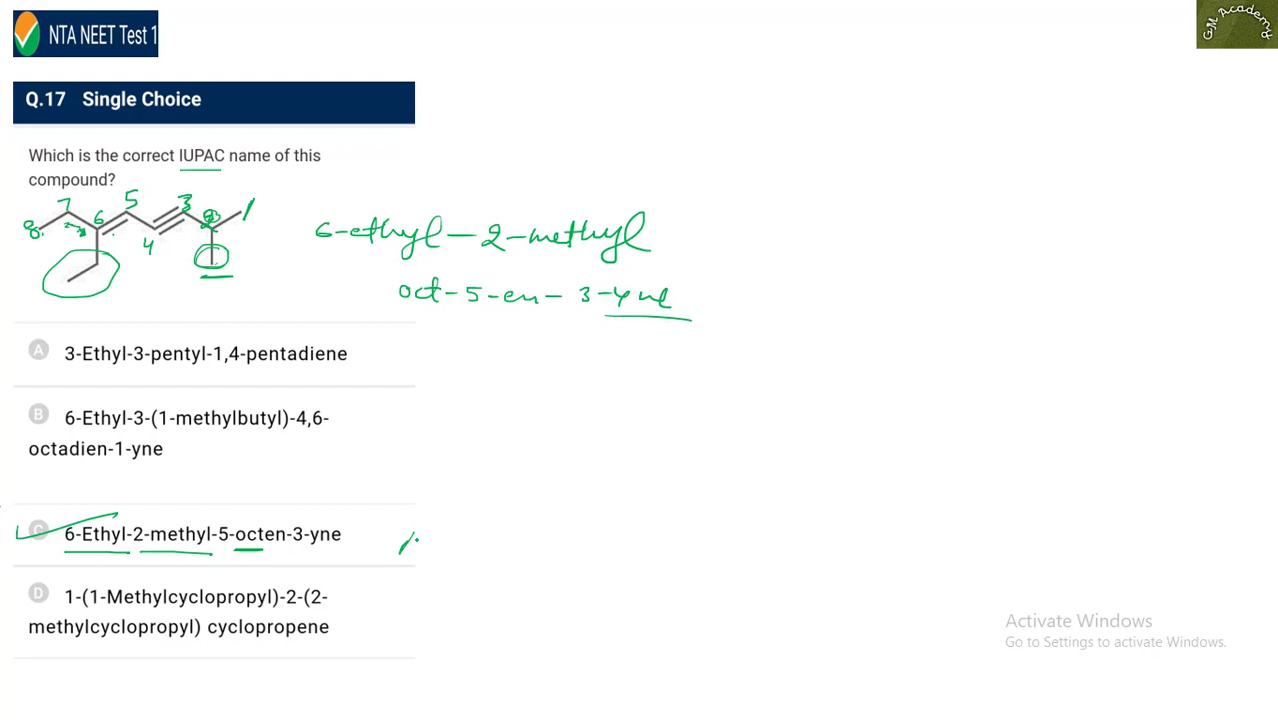 NTA NEET Test 1
GM Academy
Q.17 Single Choice
Which is the correct IUPAC name of this
compound?
8 7 6 5 4 3 2 1
6-ethyl-2-methyl
oct-5-en-3-yne
A 3-Ethyl-3-pentyl-1,4-pentadiene
B 6-Ethyl-3-(1-methylbutyl)-4,6-
octadien-1-yne
C 6-Ethyl-2-methyl-5-octen-3-yne
D 1-(1-Methylcyclopropyl)-2-(2-
methylcyclopropyl) cyclopropene
Activate Windows
Go to Settings to activate Windows.